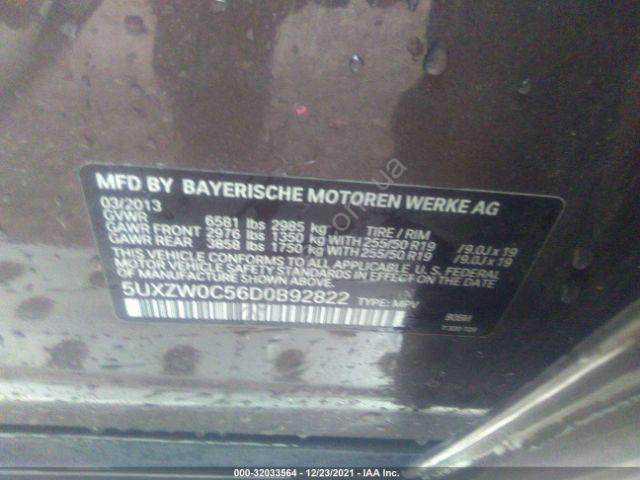 MFD BY BAYERISCHE MOTOREN WERKE AG
03/2013
GVWR 6581 lbs 2985 kg TIRE / RIM
GAWR FRONT 2976 lbs 1350 kg WITH 255/50 R19 /9.0J x 19
GAWR REAR 3858 lbs 1750 kg WITH 255/50 R19 /9.0J x 19
THIS VEHICLE CONFORMS TO ALL APPLICABLE U.S. FEDERAL
MOTOR VEHICLE SAFETY STANDARDS IN EFFECT ON THE
DATE OF MANUFACTURE SHOWN ABOVE.
5UXZW0C56D0B92822 TYPE: MPV
000-32033564 • 12/23/2021 • IAA Inc.